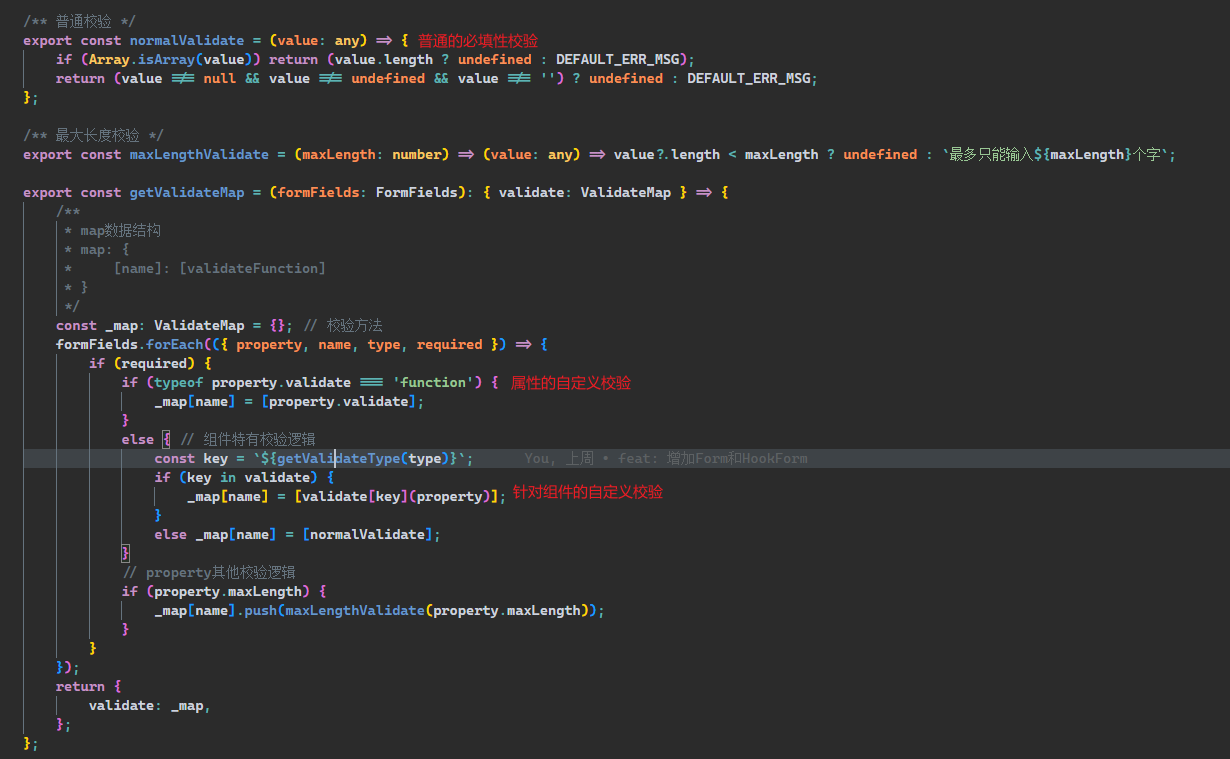 /** 普通校验 */
export const normalValidate = (value: any) => { 普通的必填性校验
    if (Array.isArray(value)) return (value.length ? undefined : DEFAULT_ERR_MSG);
    return (value !== null && value !== undefined && value !== '') ? undefined : DEFAULT_ERR_MSG;
};

/** 最大长度校验 */
export const maxLengthValidate = (maxLength: number) => (value: any) => value?.length < maxLength ? undefined : `最多只能输入${maxLength}个字`;

export const getValidateMap = (formFields: FormFields): { validate: ValidateMap } => {
    /**
     * map数据结构
     * map: {
     *     [name]: [validateFunction]
     * }
     */
    const _map: ValidateMap = {}; // 校验方法
    formFields.forEach(({ property, name, type, required }) => {
        if (required) {
            if (typeof property.validate === 'function') { 属性的自定义校验
                _map[name] = [property.validate];
            }
            else { // 组件特有校验逻辑
                const key = `${getValidateType(type)}`; You, 上周 • feat: 增加Form和HookForm
                if (key in validate) {
                    _map[name] = [validate[key](property)]; 针对组件的自定义校验
                }
                else _map[name] = [normalValidate];
            }
            // property其他校验逻辑
            if (property.maxLength) {
                _map[name].push(maxLengthValidate(property.maxLength));
            }
        }
    });
    return {
        validate: _map,
    };
};